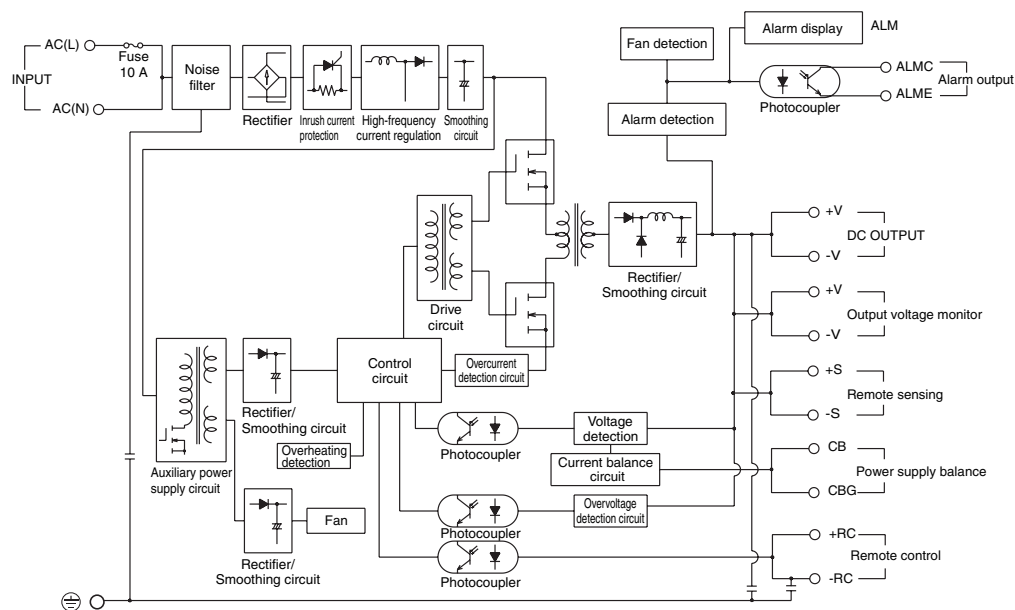 INPUT
AC(L)
Fuse
10 A
AC(N)
Noise
filter
Rectifier
Inrush current
protection
High-frequency
current regulation
Smoothing
circuit
Fan detection
Alarm display
ALM
ALMC
ALME
Alarm output
Photocoupler
Alarm detection
Drive
circuit
Rectifier/
Smoothing circuit
+V
-V
DC OUTPUT
+V
-V
Output voltage monitor
+S
-S
Remote sensing
CB
CBG
Power supply balance
+RC
-RC
Remote control
Control
circuit
Overcurrent
detection circuit
Rectifier/
Smoothing circuit
Auxiliary power
supply circuit
Overheating
detection
Photocoupler
Voltage
detection
Current balance
circuit
Photocoupler
Overvoltage
detection circuit
Photocoupler
Fan
Rectifier/
Smoothing circuit